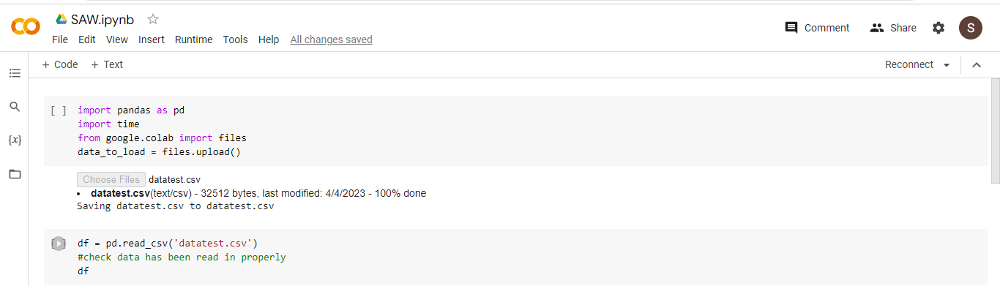 SAW.ipynb
File Edit View Insert Runtime Tools Help All changes saved
Comment Share S
+ Code + Text Reconnect
[ ] import pandas as pd
import time
from google.colab import files
data_to_load = files.upload()
{x}
Choose Files datatest.csv
• datatest.csv(text/csv) - 32512 bytes, last modified: 4/4/2023 - 100% done
Saving datatest.csv to datatest.csv
df = pd.read_csv('datatest.csv')
#check data has been read in properly
df